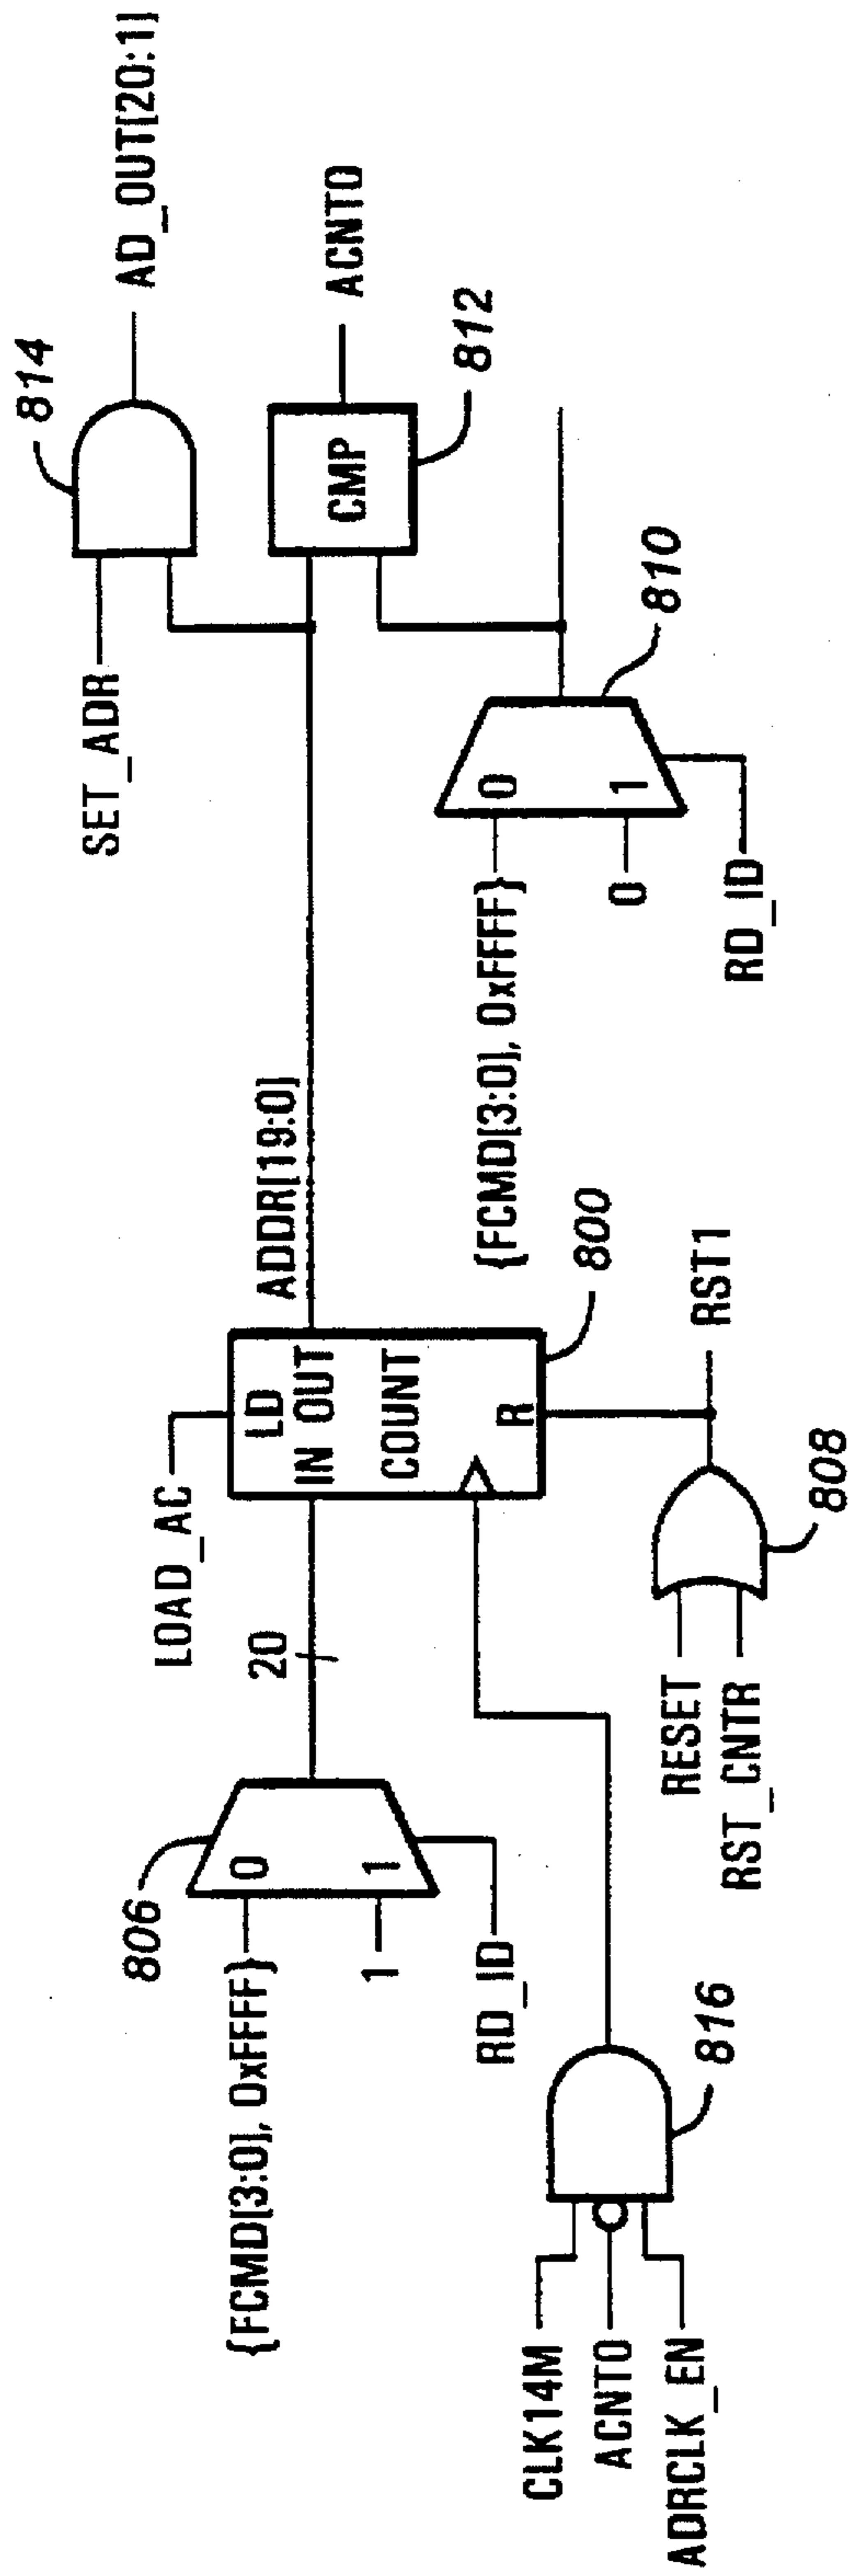 806
{FCMD[3:0], 0xFFFF}
0
1
1
RD_ID
20
LOAD_AC
LD
IN OUT
COUNT
R
800
ADDR[19:0]
CLK14M
ACNT0
ADRCLK_EN
816
RESET
RST_CNTR
808
RST1
SET_ADR
814
AD_OUT[20:1]
CMP
812
ACNT0
{FCMD[3:0], 0xFFFF}
0
0
1
810
RD_ID